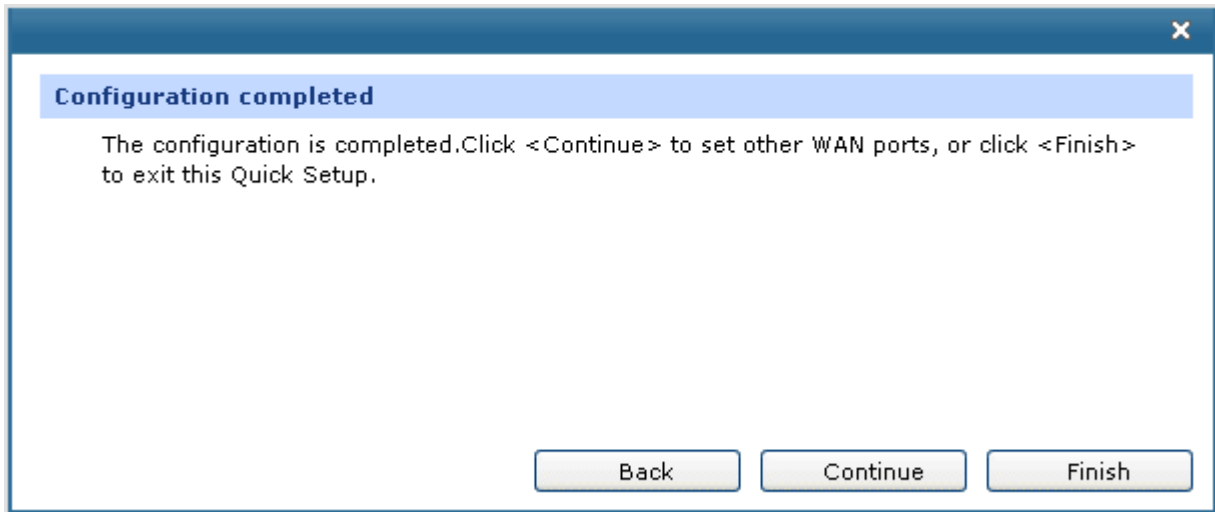 Configuration completed
The configuration is completed.Click <Continue> to set other WAN ports, or click <Finish>
to exit this Quick Setup.
Back Continue Finish